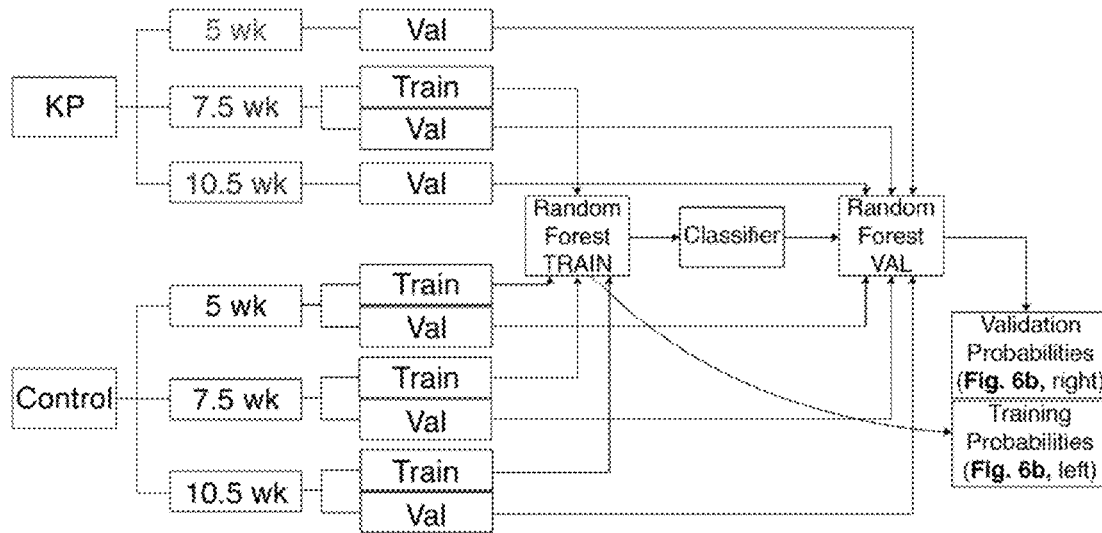 5 wk
Val
KP
7.5 wk
Train
Val
10.5 wk
Val
Random
Forest
TRAIN
Classifier
Random
Forest
VAL
Control
5 wk
Train
Val
7.5 wk
Train
Val
10.5 wk
Train
Val
Validation
Probabilities
(Fig. 6b, right)
Training
Probabilities
(Fig. 6b, left)